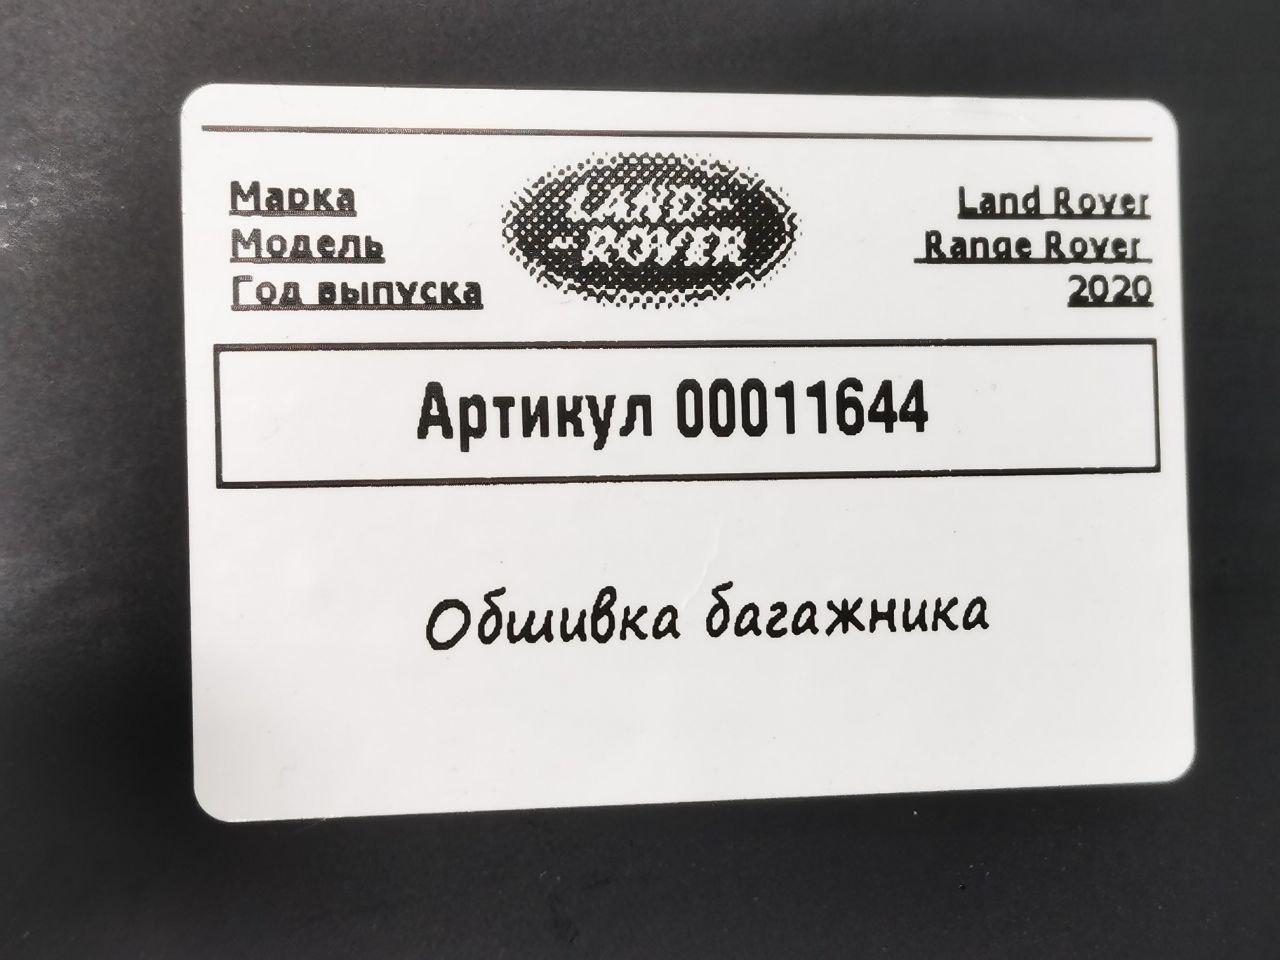 Марка
Модель
Год выпуска
LAND-
-ROVER
Land Rover
Range Rover
2020
Артикул 00011644
Обшивка багажника